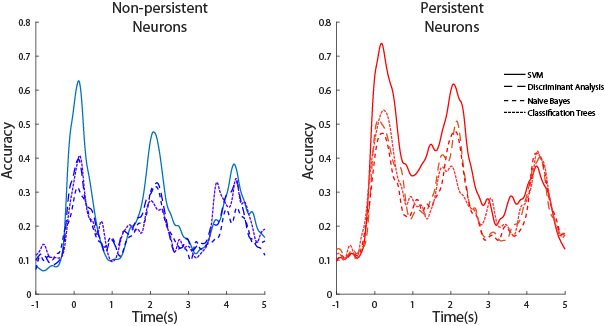 Non-persistent
Neurons
0.8
0.7
0.6
0.5
0.4
0.3
0.2
0.1
0
Accuracy
-1 0 1 2 3 4 5
Time(s)
Persistent
Neurons
0.8
0.7
0.6
0.5
0.4
0.3
0.2
0.1
0
Accuracy
-1 0 1 2 3 4 5
Time(s)
SVM
Discriminant Analysis
Naive Bayes
Classification Trees